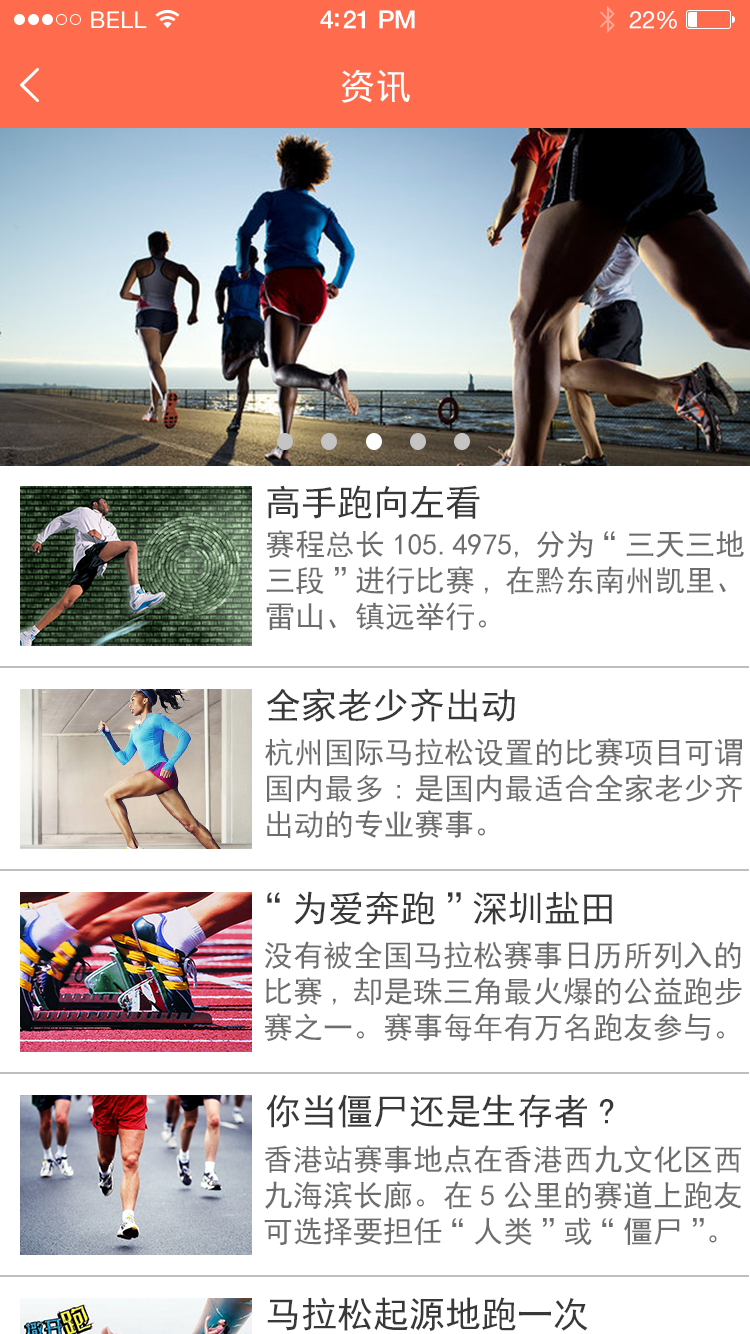 BELL 4:21 PM 22%
资讯
高手跑向左看
赛程总长 105.4975, 分为“三天三地
三段”进行比赛, 在黔东南州凯里、
雷山、镇远举行。
全家老少齐出动
杭州国际马拉松设置的比赛项目可谓
国内最多：是国内最适合全家老少齐
出动的专业赛事。
“为爱奔跑”深圳盐田
没有被全国马拉松赛事日历所列入的
比赛, 却是珠三角最火爆的公益跑步
赛之一。赛事每年有万名跑友参与。
你当僵尸还是生存者？
香港站赛事地点在香港西九文化区西
九海滨长廊。在 5 公里的赛道上跑友
可选择要担任“人类”或“僵尸”。
马拉松起源地跑一次